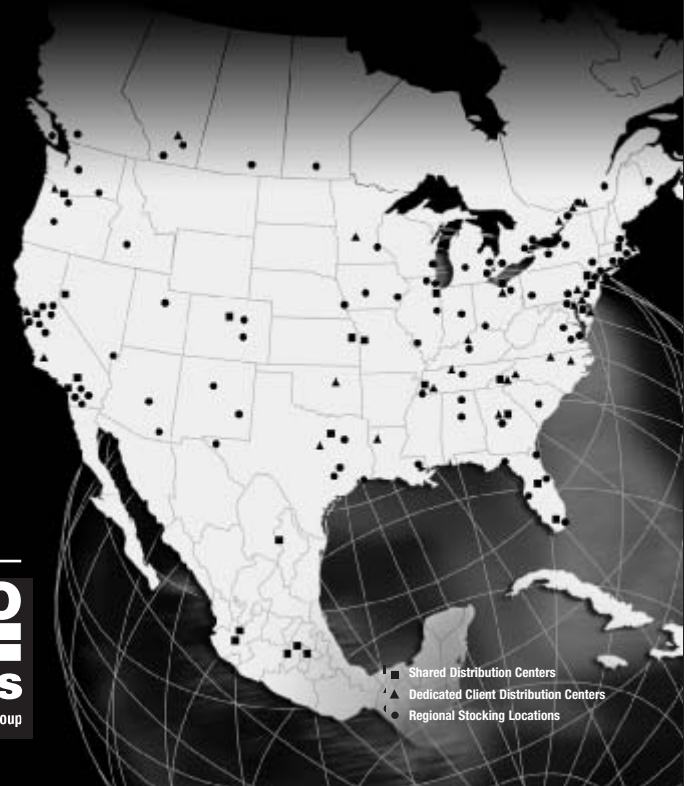 O
s
oup
Shared Distribution Centers
Dedicated Client Distribution Centers
Regional Stocking Locations